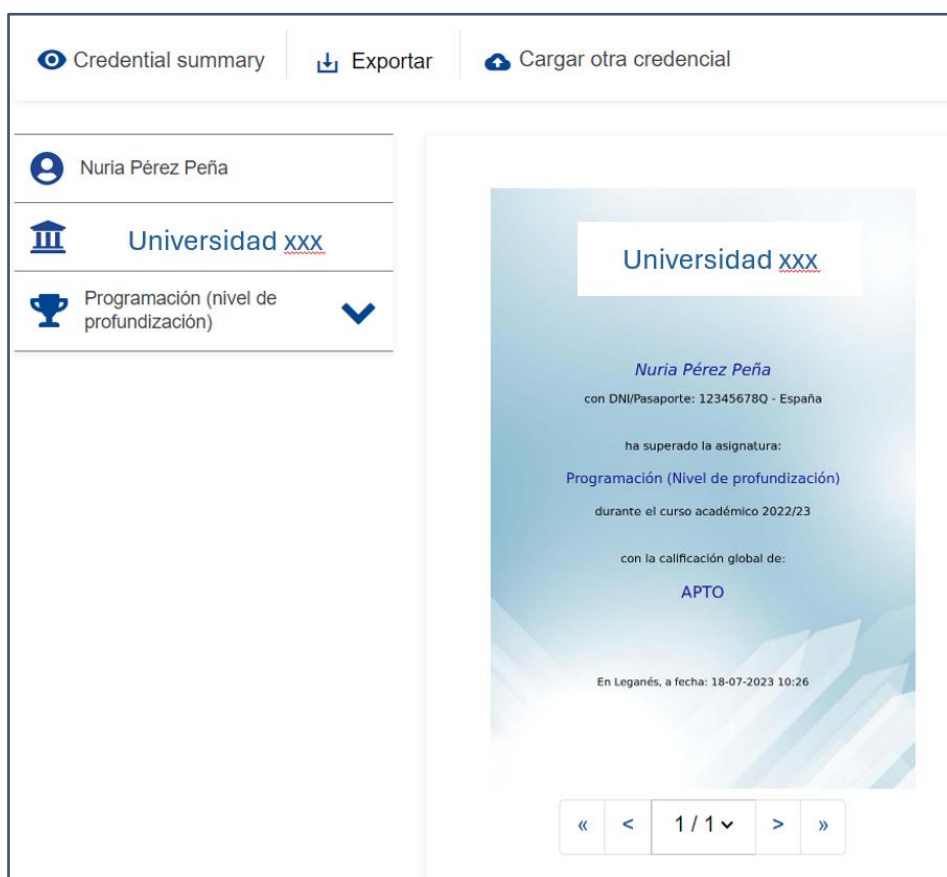 Credential summary
Exportar
Cargar otra credencial
Nuria Pérez Peña
Universidad xxx
Programación (nivel de
profundización)
Universidad xxx
Nuria Pérez Peña
con DNI/Pasaporte: 12345678Q - España
ha superado la asignatura:
Programación (Nivel de profundización)
durante el curso académico 2022/23
con la calificación global de:
APTO
En Leganés, a fecha: 18-07-2023 10:26
« < 1 / 1 > »